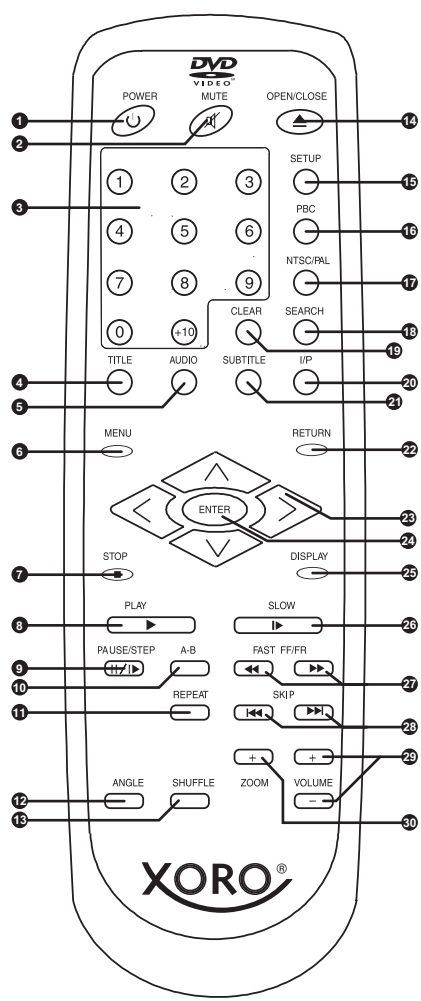 DVD
VIDEO™
POWER MUTE OPEN/CLOSE
1 14
2
SETUP
1 2 3 15
3
PBC
4 5 6 16
NTSC/PAL
7 8 9 17
CLEAR SEARCH
0 +10 18
19
TITLE AUDIO SUBTITLE I/P
4 20
5 21
MENU RETURN
6 22
23
ENTER
24
STOP DISPLAY
7 25
PLAY SLOW
8 26
PAUSE/STEP A-B FAST FF/FR
9 27
10
REPEAT SKIP
11 28
+ + 29
ANGLE SHUFFLE ZOOM VOLUME
12 −
13 30
XORO®